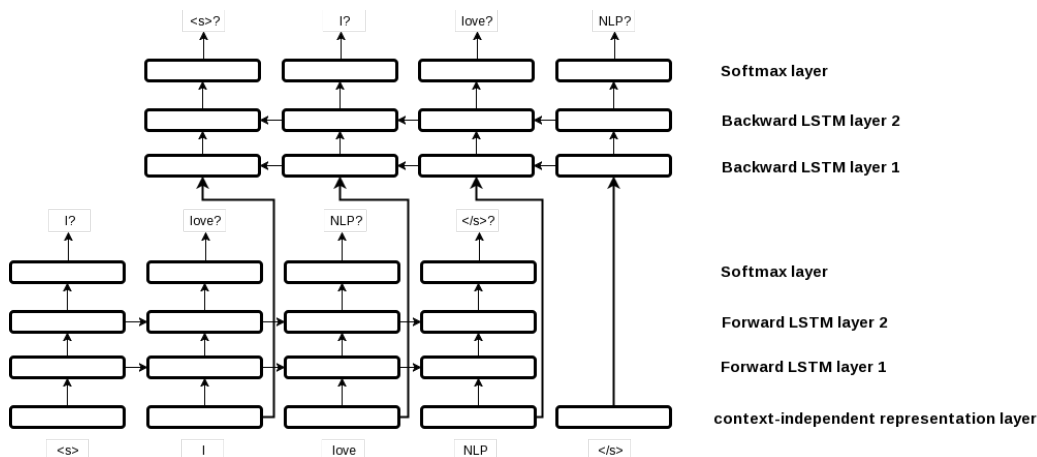 <s>? I? love? NLP?
Softmax layer
Backward LSTM layer 2
Backward LSTM layer 1
I? love? NLP? </s>?
Softmax layer
Forward LSTM layer 2
Forward LSTM layer 1
context-independent representation layer
<s> I love NLP </s>